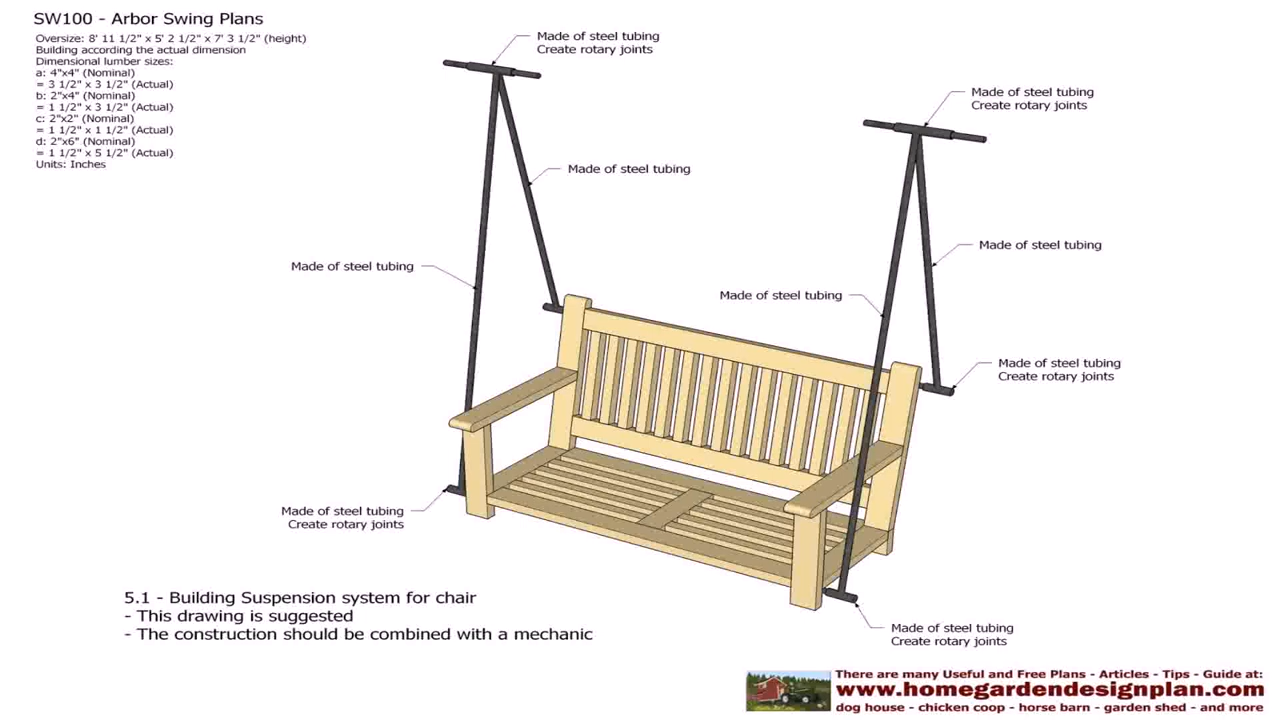 SW100 - Arbor Swing Plans
Oversize: 8' 11 1/2" x 5' 2 1/2" x 7' 3 1/2" (height)
Building according the actual dimension
Dimensional lumber sizes:
a: 4"x4" (Nominal)
= 3 1/2" x 3 1/2" (Actual)
b: 2"x4" (Nominal)
= 1 1/2" x 3 1/2" (Actual)
c: 2"x2" (Nominal)
= 1 1/2" x 1 1/2" (Actual)
d: 2"x6" (Nominal)
= 1 1/2" x 5 1/2" (Actual)
Units: Inches
Made of steel tubing
Create rotary joints
Made of steel tubing
Create rotary joints
Made of steel tubing
Made of steel tubing
Made of steel tubing
Made of steel tubing
Made of steel tubing
Create rotary joints
Made of steel tubing
Create rotary joints
Made of steel tubing
Create rotary joints
5.1 - Building Suspension system for chair
- This drawing is suggested
- The construction should be combined with a mechanic
There are many Useful and Free Plans - Articles - Tips - Guide at:
www.homegardendesignplan.com
dog house - chicken coop - horse barn - garden shed - and more